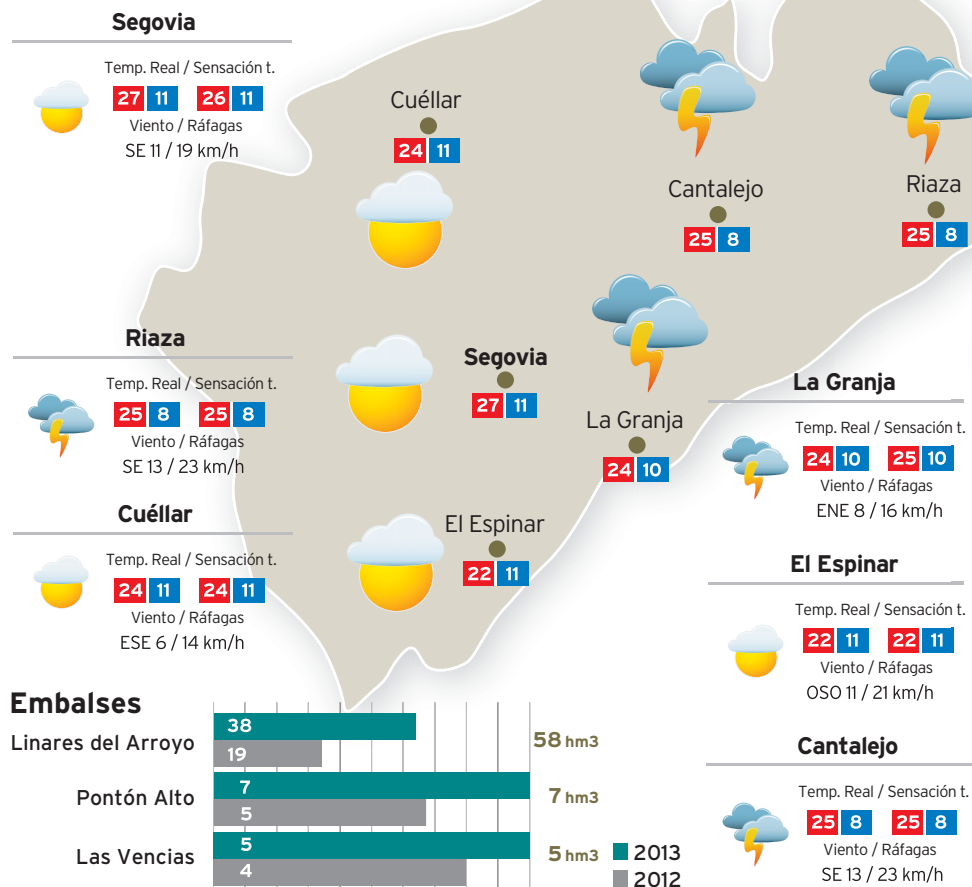 Segovia
Temp. Real / Sensación t.
27 11 26 11
Viento / Ráfagas
SE 11 / 19 km/h
Riaza
Temp. Real / Sensación t.
25 8 25 8
Viento / Ráfagas
SE 13 / 23 km/h
Cuéllar
Temp. Real / Sensación t.
24 11 24 11
Viento / Ráfagas
ESE 6 / 14 km/h
Cuéllar
24 11
Cantalejo
25 8
Riaza
25 8
Segovia
27 11
La Granja
24 10
El Espinar
22 11
La Granja
Temp. Real / Sensación t.
24 10 25 10
Viento / Ráfagas
ENE 8 / 16 km/h
El Espinar
Temp. Real / Sensación t.
22 11 22 11
Viento / Ráfagas
OSO 11 / 21 km/h
Cantalejo
Temp. Real / Sensación t.
25 8 25 8
Viento / Ráfagas
SE 13 / 23 km/h
Embalses
Linares del Arroyo
38
19
58 hm3
Pontón Alto
7
5
7 hm3
Las Vencias
5
4
5 hm3
2013
2012